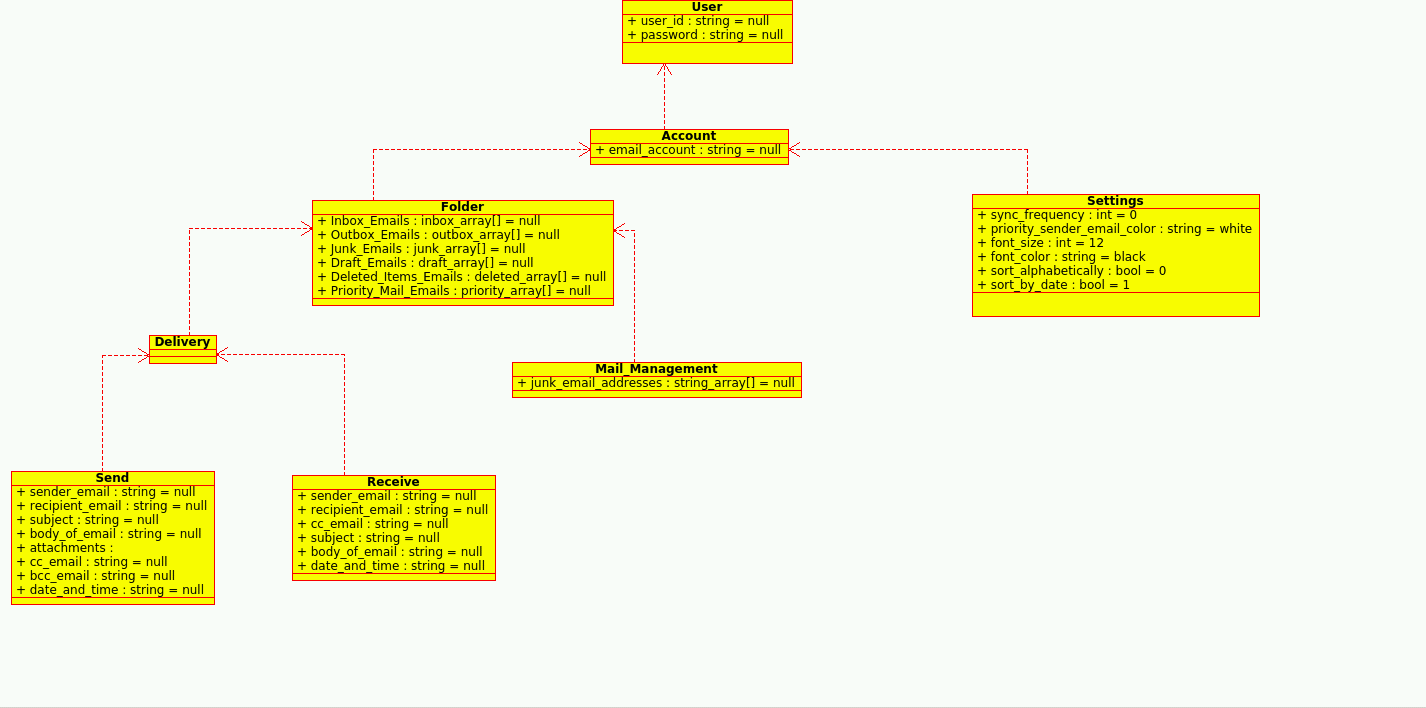 User
+ user_id : string = null
+ password : string = null
Account
+ email_account : string = null
Folder
+ Inbox_Emails : inbox_array[] = null
+ Outbox_Emails : outbox_array[] = null
+ Junk_Emails : junk_array[] = null
+ Draft_Emails : draft_array[] = null
+ Deleted_Items_Emails : deleted_array[] = null
+ Priority_Mail_Emails : priority_array[] = null
Settings
+ sync_frequency : int = 0
+ priority_sender_email_color : string = white
+ font_size : int = 12
+ font_color : string = black
+ sort_alphabetically : bool = 0
+ sort_by_date : bool = 1
Delivery
Mail_Management
+ junk_email_addresses : string_array[] = null
Send
+ sender_email : string = null
+ recipient_email : string = null
+ subject : string = null
+ body_of_email : string = null
+ attachments :
+ cc_email : string = null
+ bcc_email : string = null
+ date_and_time : string = null
Receive
+ sender_email : string = null
+ recipient_email : string = null
+ cc_email : string = null
+ subject : string = null
+ body_of_email : string = null
+ date_and_time : string = null